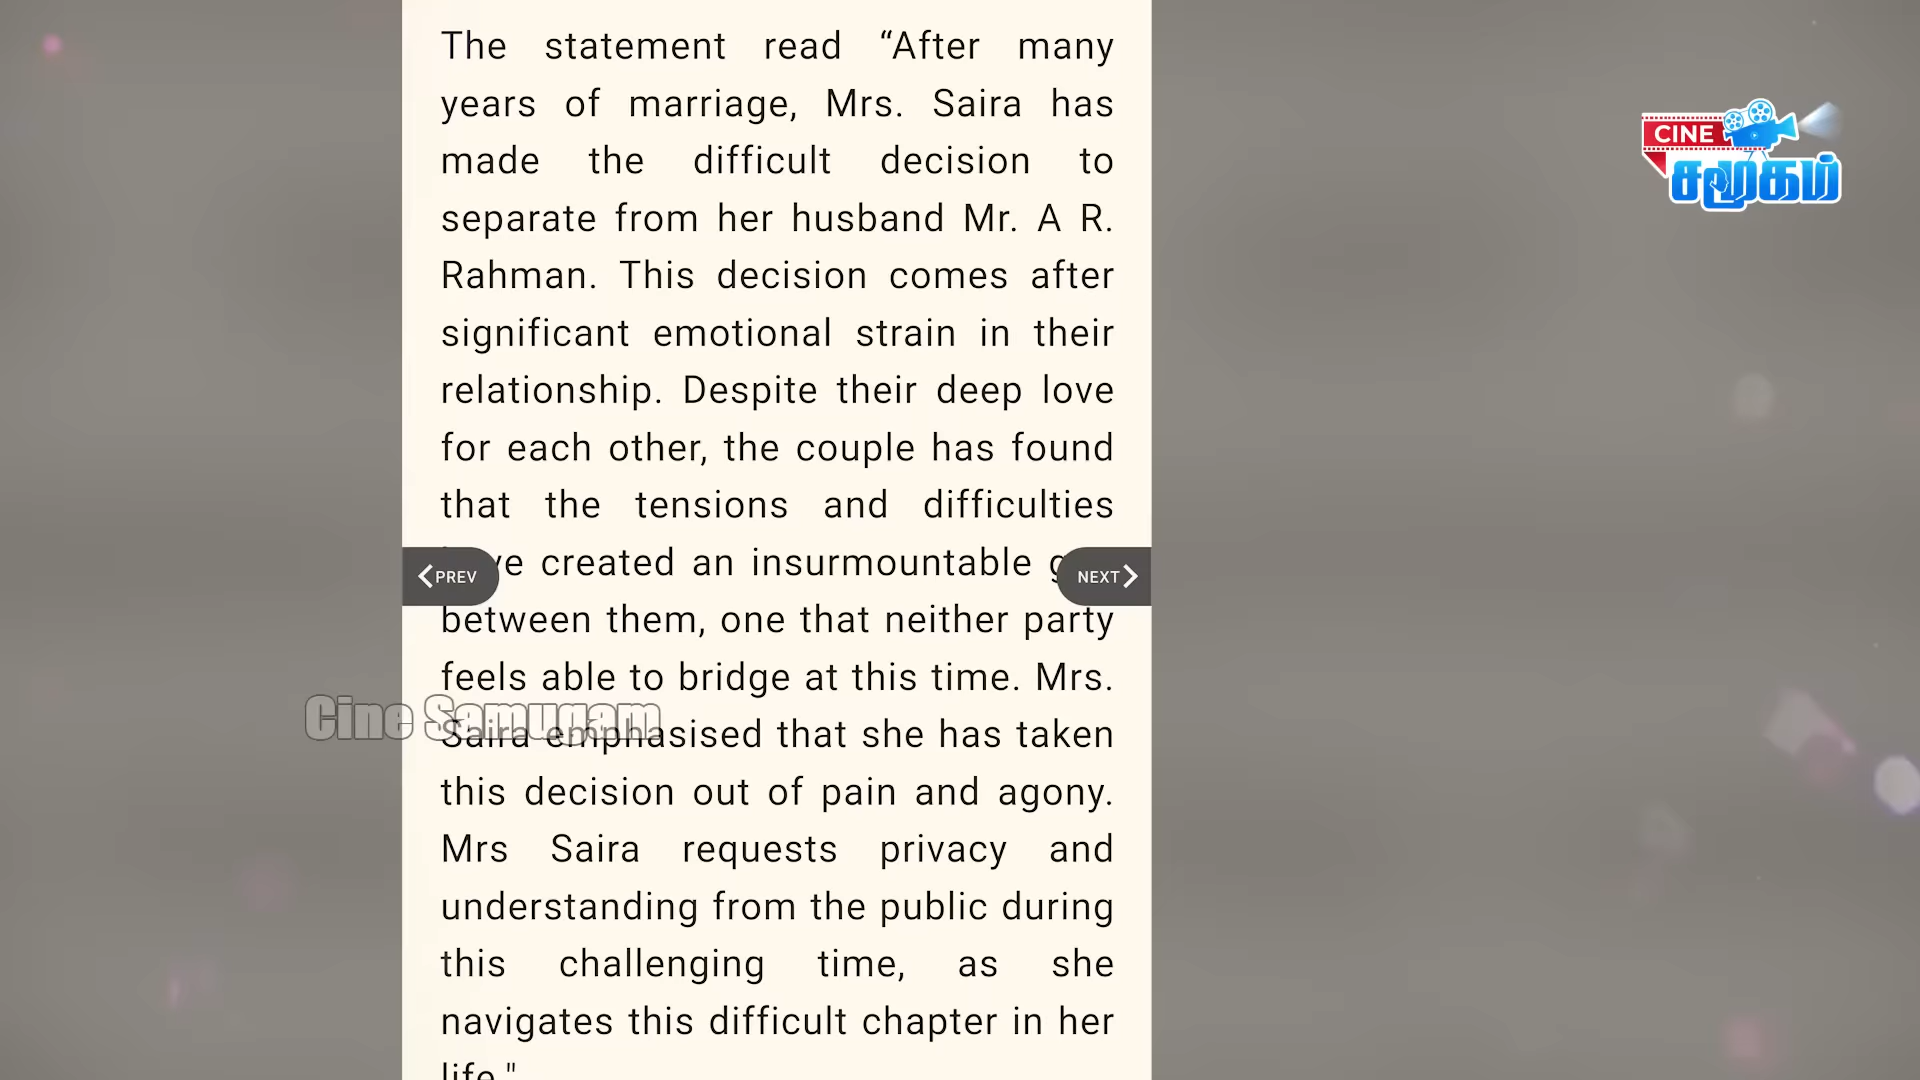 The statement read “After many
years of marriage, Mrs. Saira has
made the difficult decision to
separate from her husband Mr. A R.
Rahman. This decision comes after
significant emotional strain in their
relationship. Despite their deep love
for each other, the couple has found
that the tensions and difficulties
created an insurmountable
between them, one that neither party
feels able to bridge at this time. Mrs.
Saira emphasised that she has taken
this decision out of pain and agony.
Mrs Saira requests privacy and
understanding from the public during
this challenging time, as she
navigates this difficult chapter in her
life."
PREV
NEXT
Cine Samugam
CINE
சமூகம்